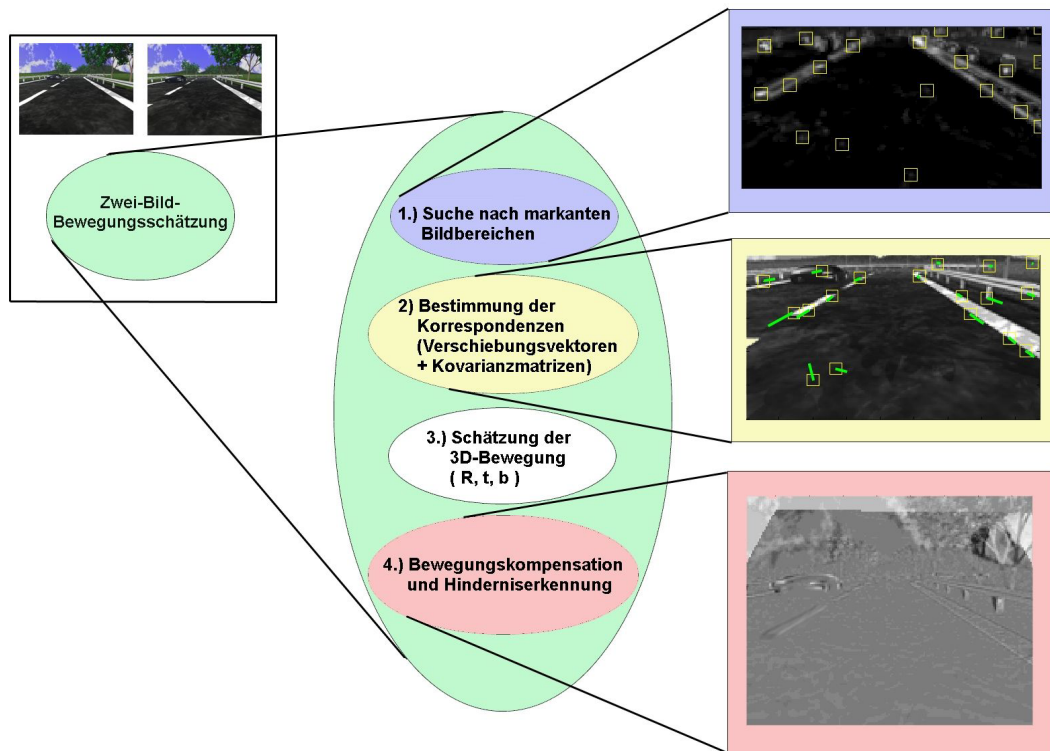 Zwei-Bild-
Bewegungsschätzung
1.) Suche nach markanten
Bildbereichen
2) Bestimmung der
Korrespondenzen
(Verschiebungsvektoren
+ Kovarianzmatrizen)
3.) Schätzung der
3D-Bewegung
( R, t, b )
4.) Bewegungskompensation
und Hinderniserkennung